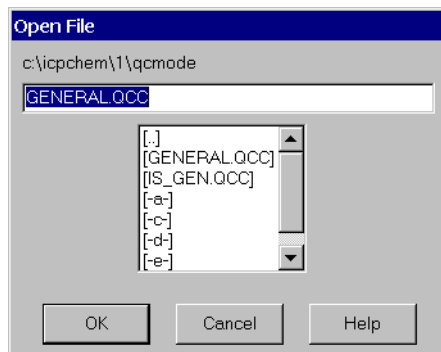 Open File
c:\icpchem\1\qcmode
GENERAL.QCC
[..]
[GENERAL.QCC]
[IS_GEN.QCC]
[-a-]
[-c-]
[-d-]
[-e-]
OK Cancel Help